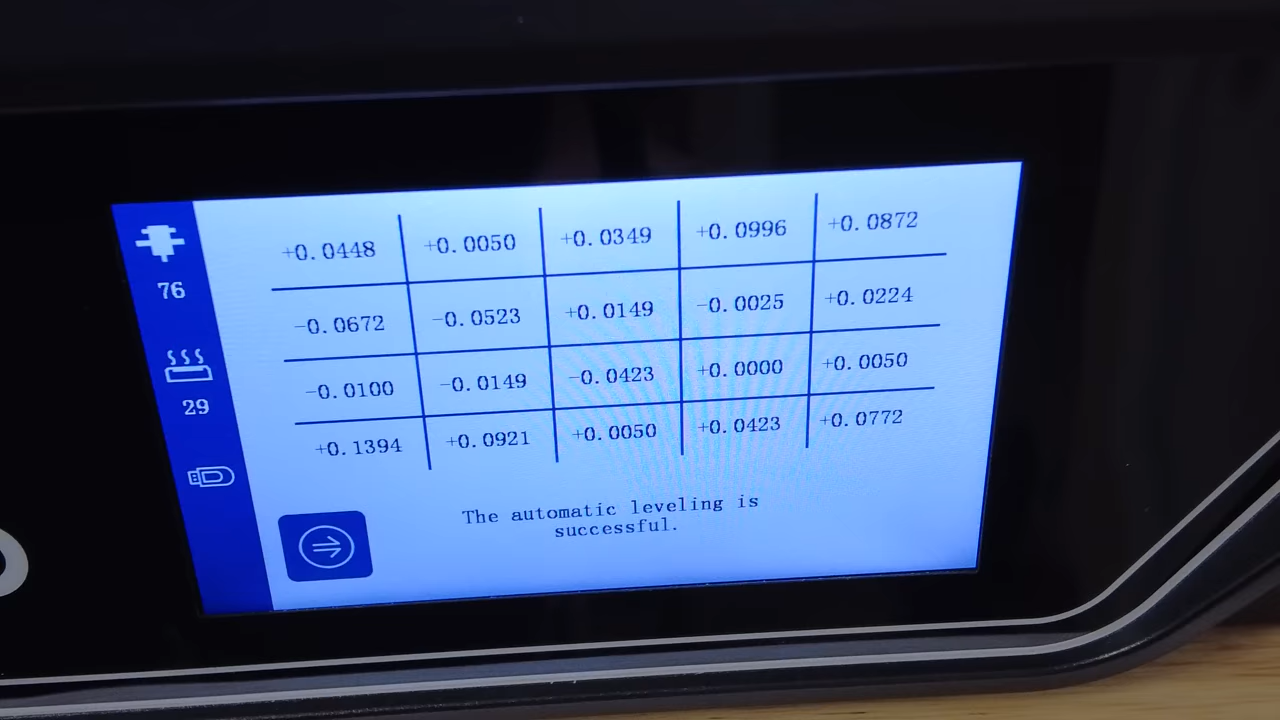 76
29
+0.0448 +0.0050 +0.0349 +0.0996 +0.0872
-0.0672 -0.0523 +0.0149 -0.0025 +0.0224
-0.0100 -0.0149 -0.0423 +0.0000 +0.0050
+0.1394 +0.0921 +0.0050 +0.0423 +0.0772
The automatic leveling is
successful.